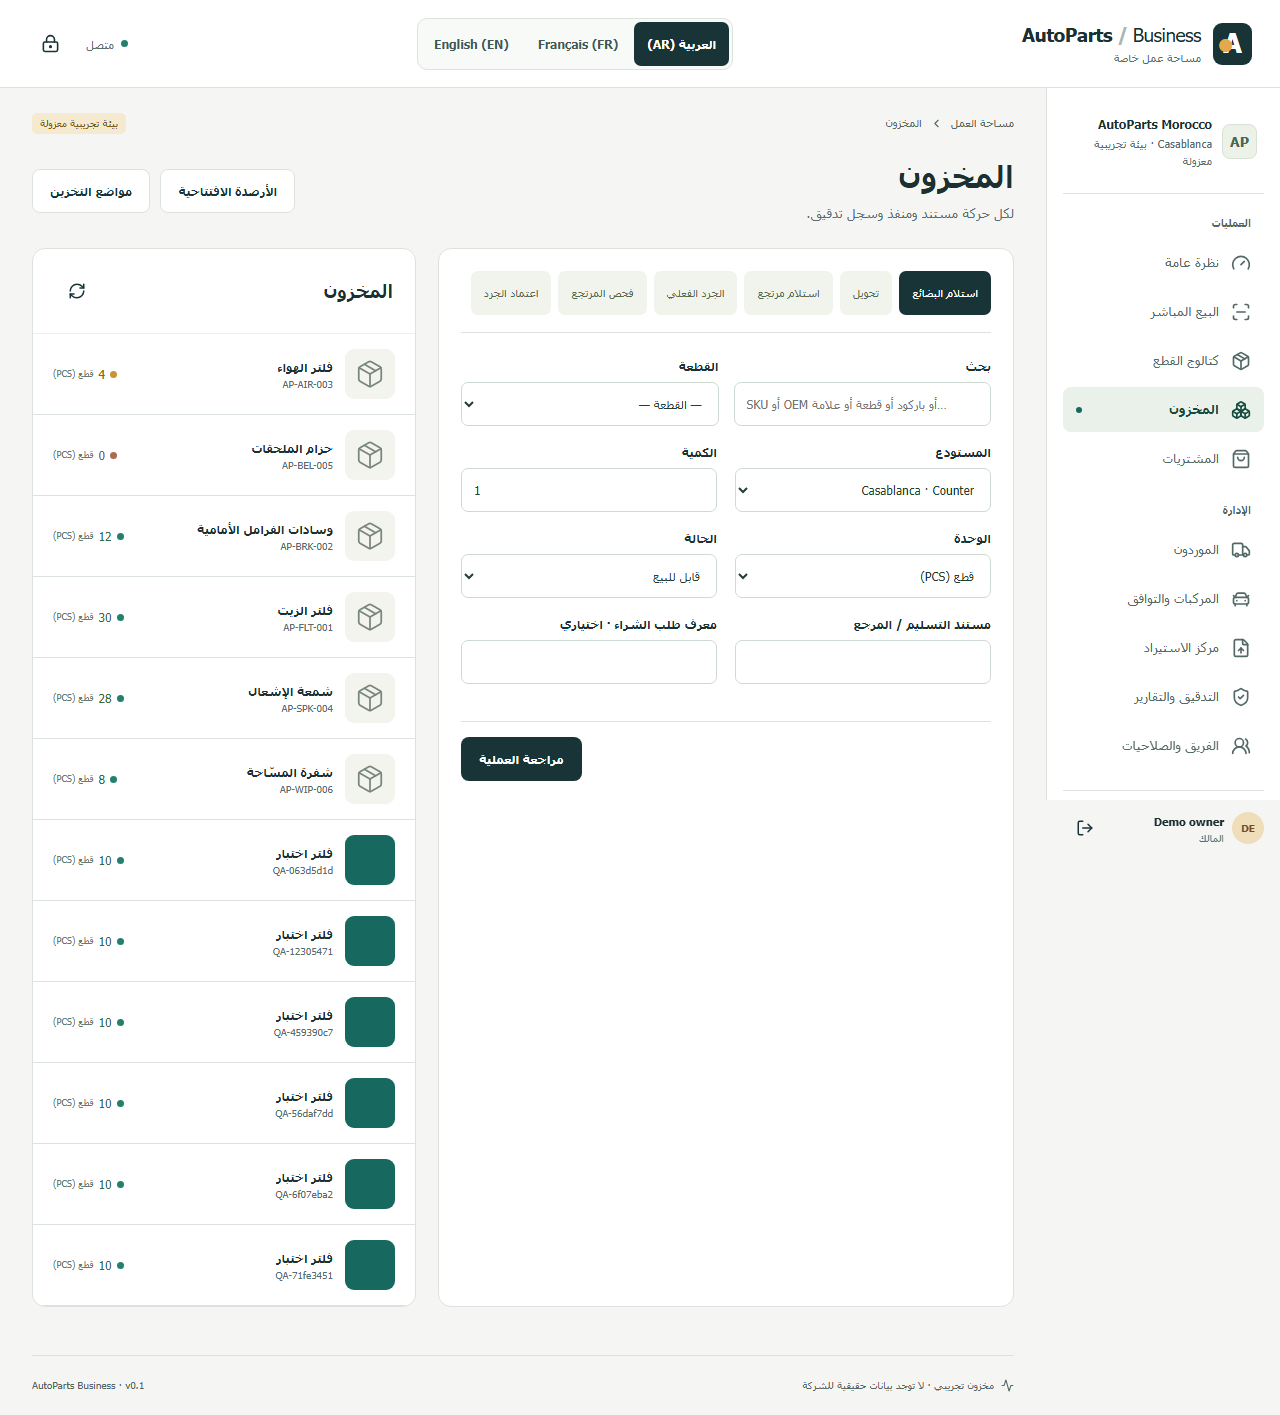 AutoParts / Business
مساحة عمل خاصة
العربية (AR)
Français (FR)
English (EN)
متصل
AP
AutoParts Morocco
Casablanca · بيئة تجريبية معزولة
العمليات
نظرة عامة
البيع المباشر
كتالوج القطع
المخزون
المشتريات
الإدارة
الموردون
المركبات والتوافق
مركز الاستيراد
التدقيق والتقارير
الفريق والصلاحيات
DE
Demo owner
المالك
مساحة العمل
المخزون
بيئة تجريبية معزولة
المخزون
لكل حركة مستند ومنفذ وسجل تدقيق.
الأرصدة الافتتاحية
مواضع التخزين
استلام البضائع
تحويل
استلام مرتجع
الجرد الفعلي
فحص المرتجع
اعتماد الجرد
بحث
SKU أو OEM أو باركود أو قطعة أو علامة...
القطعة
— القطعة —
المستودع
Casablanca · Counter
الكمية
1
الوحدة
قطع (PCS)
الحالة
قابل للبيع
مستند التسليم / المرجع
معرف طلب الشراء · اختياري
مراجعة العملية
المخزون
فلتر الهواء
AP-AIR-003
4 قطع (PCS)
حزام الملحقات
AP-BEL-005
0 قطع (PCS)
وسادات الفرامل الأمامية
AP-BRK-002
12 قطع (PCS)
فلتر الزيت
AP-FLT-001
30 قطع (PCS)
شمعة الإشعال
AP-SPK-004
28 قطع (PCS)
شفرة المسّاحة
AP-WIP-006
8 قطع (PCS)
فلتر اختبار
QA-063d5d1d
10 قطع (PCS)
فلتر اختبار
QA-12305471
10 قطع (PCS)
فلتر اختبار
QA-459390c7
10 قطع (PCS)
فلتر اختبار
QA-56daf7dd
10 قطع (PCS)
فلتر اختبار
QA-6f07eba2
10 قطع (PCS)
فلتر اختبار
QA-71fe3451
10 قطع (PCS)
مخزون تجريبي · لا توجد بيانات حقيقية للشركة
AutoParts Business · v0.1